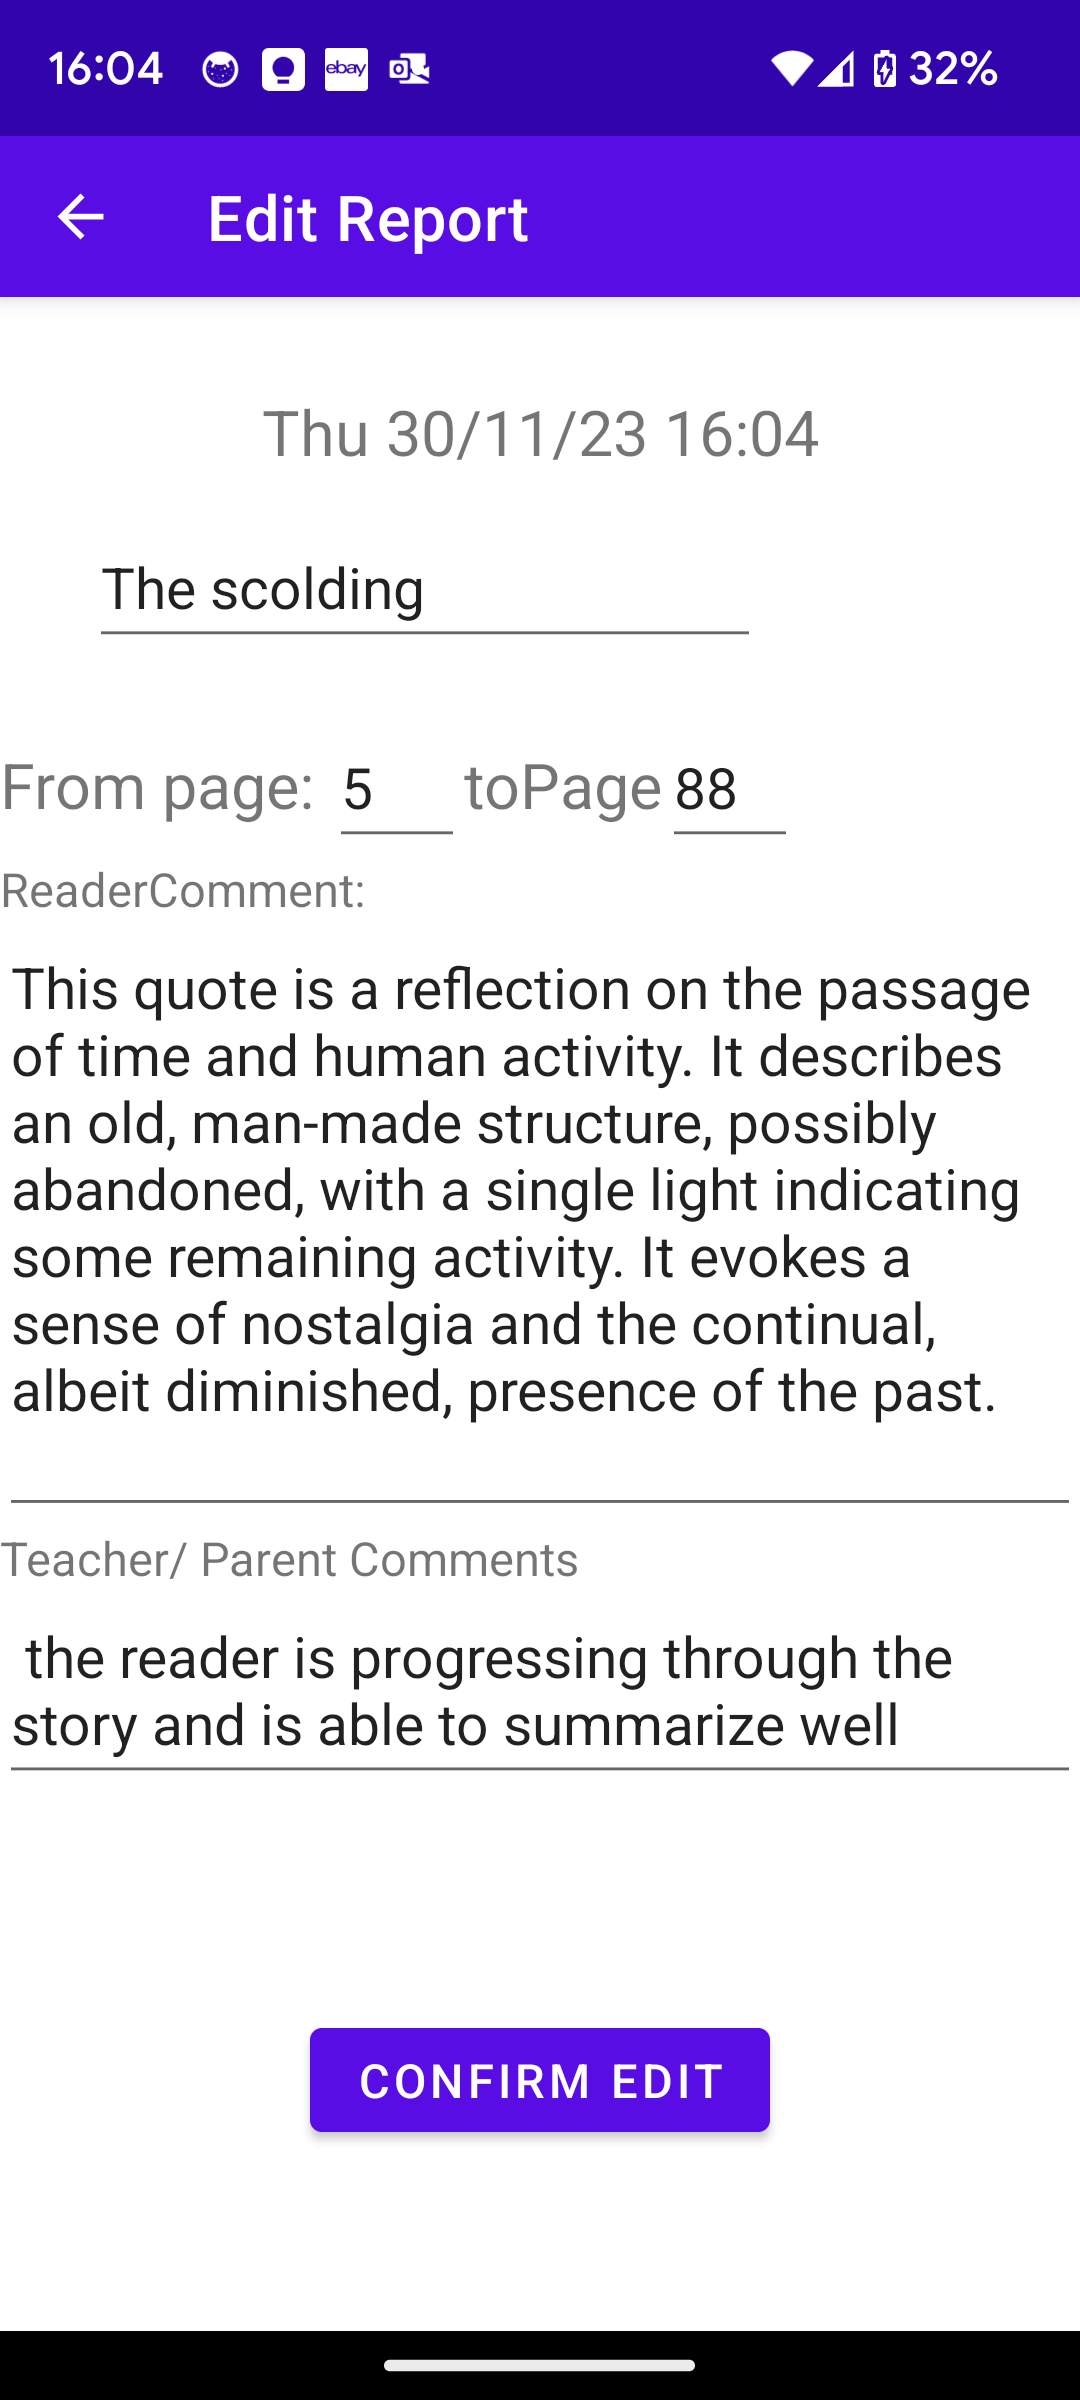 16:04 ebay 32%
Edit Report
Thu 30/11/23 16:04
The scolding
From page: 5 toPage 88
ReaderComment:
This quote is a reflection on the passage
of time and human activity. It describes
an old, man-made structure, possibly
abandoned, with a single light indicating
some remaining activity. It evokes a
sense of nostalgia and the continual,
albeit diminished, presence of the past.
Teacher/ Parent Comments
the reader is progressing through the
story and is able to summarize well
CONFIRM EDIT